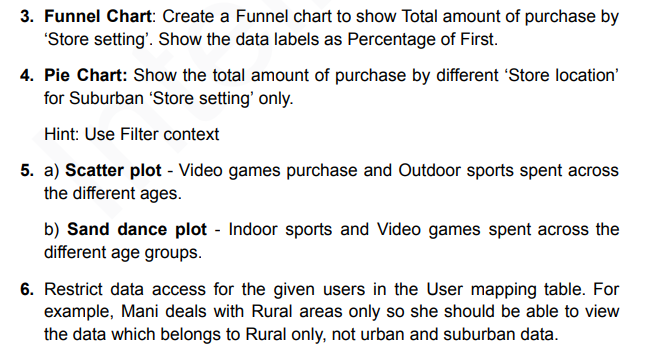 3. Funnel Chart: Create a Funnel chart to show Total amount of purchase by
‘Store setting’. Show the data labels as Percentage of First.
4. Pie Chart: Show the total amount of purchase by different ‘Store location’
for Suburban ‘Store setting’ only.
Hint: Use Filter context
5. a) Scatter plot - Video games purchase and Outdoor sports spent across
the different ages.
b) Sand dance plot - Indoor sports and Video games spent across the
different age groups.
6. Restrict data access for the given users in the User mapping table. For
example, Mani deals with Rural areas only so she should be able to view
the data which belongs to Rural only, not urban and suburban data.